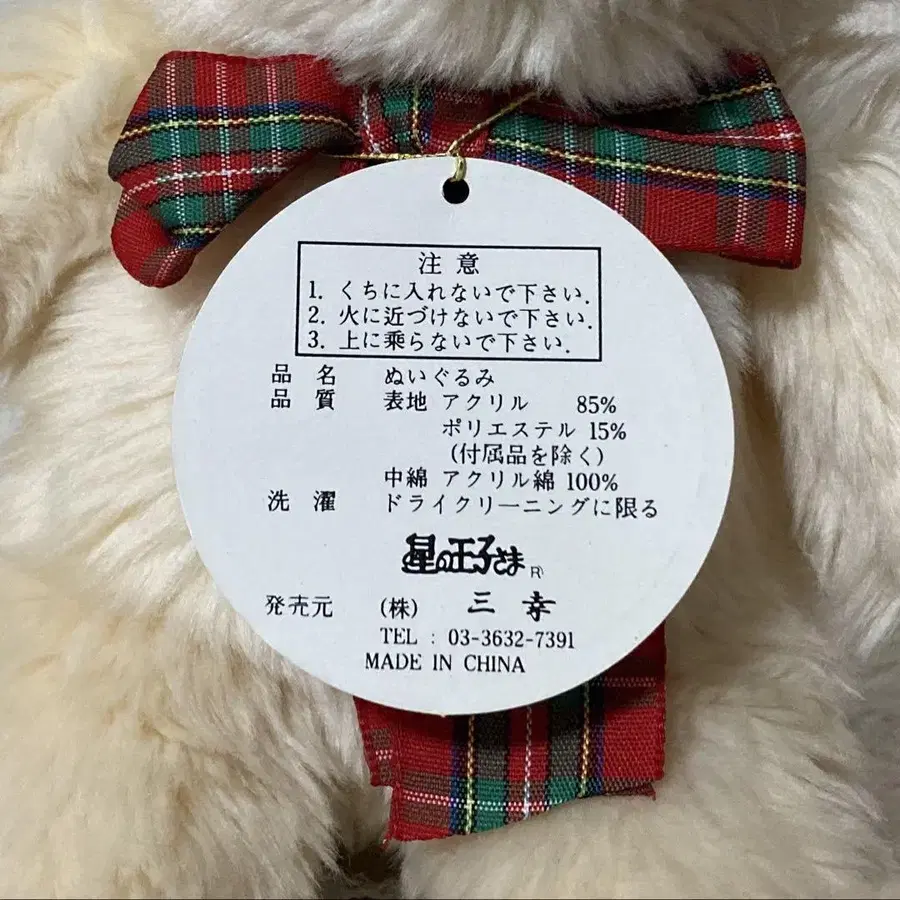 注意
1. くちに入れないで下さい.
2. 火に近づけないで下さい.
3. 上に乗らないで下さい.
品名 ぬいぐるみ
品質 表地 アクリル 85%
ポリエステル 15%
(付属品を除く)
中綿 アクリル綿 100%
洗濯 ドライクリーニングに限る
星の王子さま®
発売元 (株) 三幸
TEL : 03-3632-7391
MADE IN CHINA